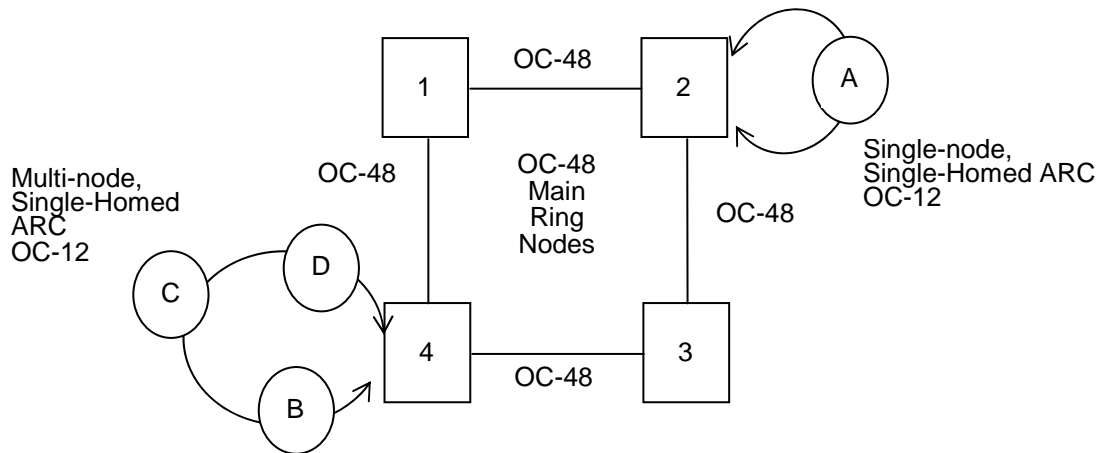 OC-48
1
2
A
OC-48
OC-48
Main
Ring
Nodes
OC-48
Single-node,
Single-Homed ARC
OC-12
Multi-node,
Single-Homed
ARC
OC-12
C
D
B
4
3
OC-48